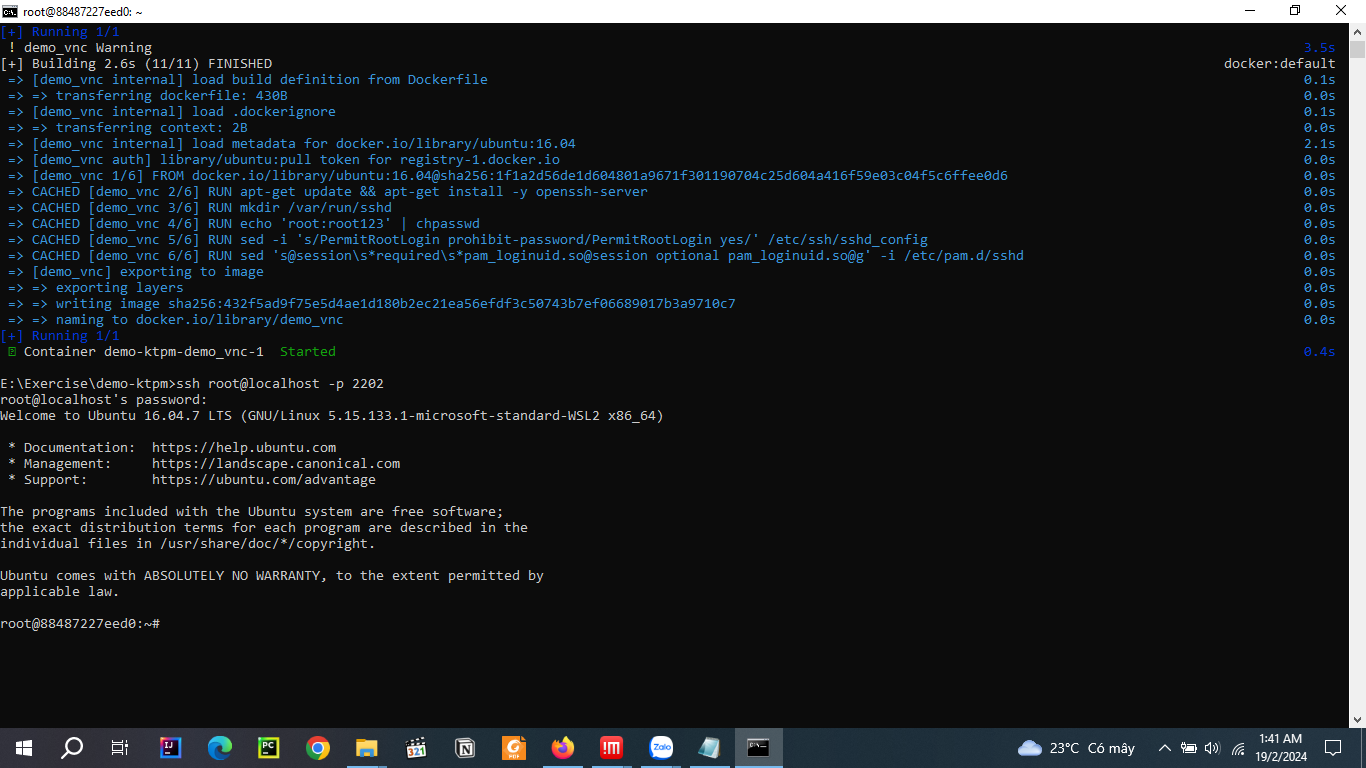 root@88487227eed0: ~
[+] Running 1/1
! demo_vnc Warning 3.5s
[+] Building 2.6s (11/11) FINISHED docker:default
=> [demo_vnc internal] load build definition from Dockerfile 0.1s
=> => transferring dockerfile: 430B 0.0s
=> [demo_vnc internal] load .dockerignore 0.1s
=> => transferring context: 2B 0.0s
=> [demo_vnc internal] load metadata for docker.io/library/ubuntu:16.04 2.1s
=> [demo_vnc auth] library/ubuntu:pull token for registry-1.docker.io 0.0s
=> [demo_vnc 1/6] FROM docker.io/library/ubuntu:16.04@sha256:1f1a2d56de1d604801a9671f301190704c25d604a416f59e03c04f5c6ffee0d6 0.0s
=> CACHED [demo_vnc 2/6] RUN apt-get update && apt-get install -y openssh-server 0.0s
=> CACHED [demo_vnc 3/6] RUN mkdir /var/run/sshd 0.0s
=> CACHED [demo_vnc 4/6] RUN echo 'root:root123' | chpasswd 0.0s
=> CACHED [demo_vnc 5/6] RUN sed -i 's/PermitRootLogin prohibit-password/PermitRootLogin yes/' /etc/ssh/sshd_config 0.0s
=> CACHED [demo_vnc 6/6] RUN sed 's@session\s*required\s*pam_loginuid.so@session optional pam_loginuid.so@g' -i /etc/pam.d/sshd 0.0s
=> [demo_vnc] exporting to image 0.0s
=> => exporting layers 0.0s
=> => writing image sha256:432f5ad9f75e5d4ae1d180b2ec21ea56efdf3c50743b7ef06689017b3a9710c7 0.0s
=> => naming to docker.io/library/demo_vnc 0.0s
[+] Running 1/1
Container demo-ktpm-demo_vnc-1 Started 0.4s
E:\Exercise\demo-ktpm>ssh root@localhost -p 2202
root@localhost's password:
Welcome to Ubuntu 16.04.7 LTS (GNU/Linux 5.15.133.1-microsoft-standard-WSL2 x86_64)
* Documentation: https://help.ubuntu.com
* Management: https://landscape.canonical.com
* Support: https://ubuntu.com/advantage
The programs included with the Ubuntu system are free software;
the exact distribution terms for each program are described in the
individual files in /usr/share/doc/*/copyright.
Ubuntu comes with ABSOLUTELY NO WARRANTY, to the extent permitted by
applicable law.
root@88487227eed0:~#
23°C Có mây
1:41 AM
19/2/2024